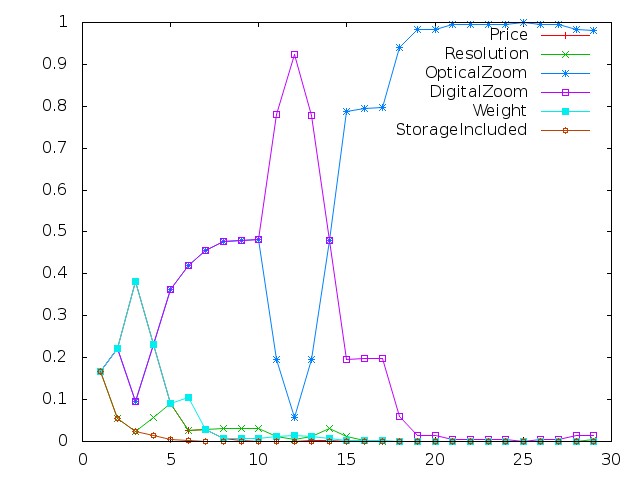 1
Price
Resolution
0.9
OpticalZoom
DigitalZoom
0.8
Weight
StorageIncluded
0.7
0.6
0.5
0.4
0.3
0.2
0.1
0
0 5 10 15 20 25 30